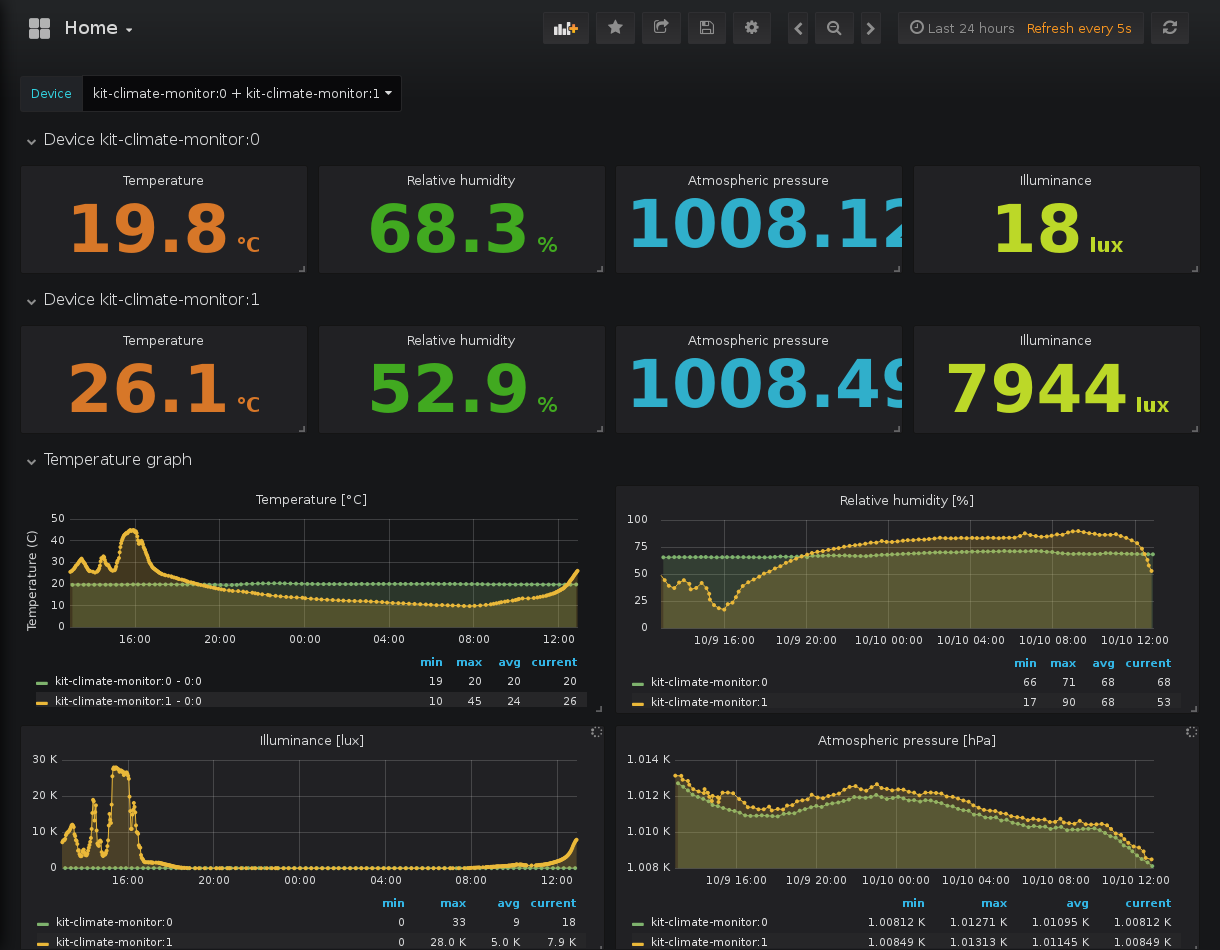 Home
Last 24 hours Refresh every 5s
Device kit-climate-monitor:0 + kit-climate-monitor:1
Device kit-climate-monitor:0
Temperature Relative humidity Atmospheric pressure Illuminance
19.8 °C 68.3 % 1008.12 18 lux
Device kit-climate-monitor:1
Temperature Relative humidity Atmospheric pressure Illuminance
26.1 °C 52.9 % 1008.49 7944 lux
Temperature graph
Temperature [°C]
Temperature (C)
50
40
30
20
10
0
16:00 20:00 00:00 04:00 08:00 12:00
min max avg current
kit-climate-monitor:0 - 0:0 19 20 20 20
kit-climate-monitor:1 - 0:0 10 45 24 26
Relative humidity [%]
100
75
50
25
0
10/9 16:00 10/9 20:00 10/10 00:00 10/10 04:00 10/10 08:00 10/10 12:00
min max avg current
kit-climate-monitor:0 66 71 68 68
kit-climate-monitor:1 17 90 68 53
Illuminance [lux]
30 K
20 K
10 K
0
16:00 20:00 00:00 04:00 08:00 12:00
min max avg current
kit-climate-monitor:0 0 33 9 18
kit-climate-monitor:1 0 28.0 K 5.0 K 7.9 K
Atmospheric pressure [hPa]
1.014 K
1.012 K
1.010 K
1.008 K
10/9 16:00 10/9 20:00 10/10 00:00 10/10 04:00 10/10 08:00 10/10 12:00
min max avg current
kit-climate-monitor:0 1.00812 K 1.01271 K 1.01095 K 1.00812 K
kit-climate-monitor:1 1.00849 K 1.01313 K 1.01145 K 1.00849 K